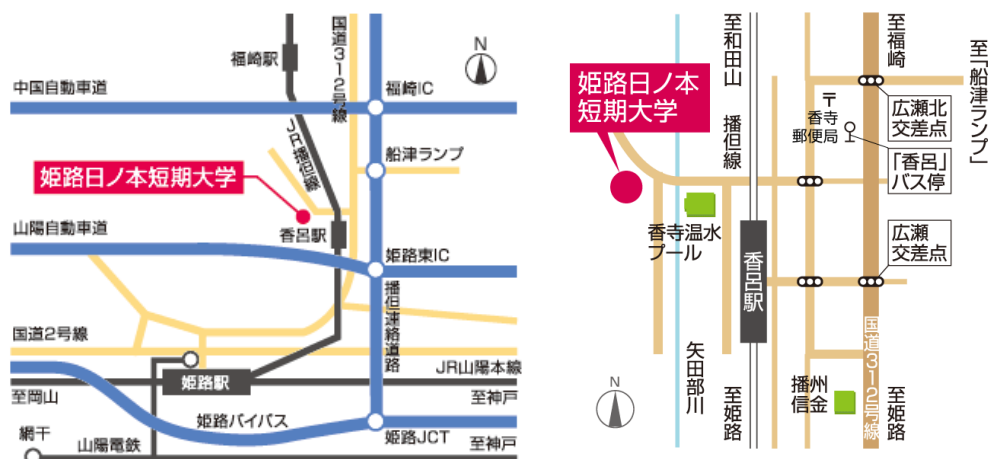 国道312号線
福崎駅
N
中国自動車道
福崎IC
JR播但線
船津ランプ
姫路日ノ本短期大学
山陽自動車道
香呂駅
姫路東IC
播但連絡道路
国道2号線
JR山陽本線
姫路駅
至岡山
至神戸
姫路バイパス
網干
山陽電鉄
姫路JCT
至神戸
至和田山
至福崎
至「船津ランプ」
姫路日ノ本
短期大学
播但線
〒
香寺
郵便局
広瀬北
交差点
「香呂」
バス停
香寺温水
プール
香呂駅
広瀬
交差点
国道312号線
矢田部川
N
至姫路
播州
信金
至姫路